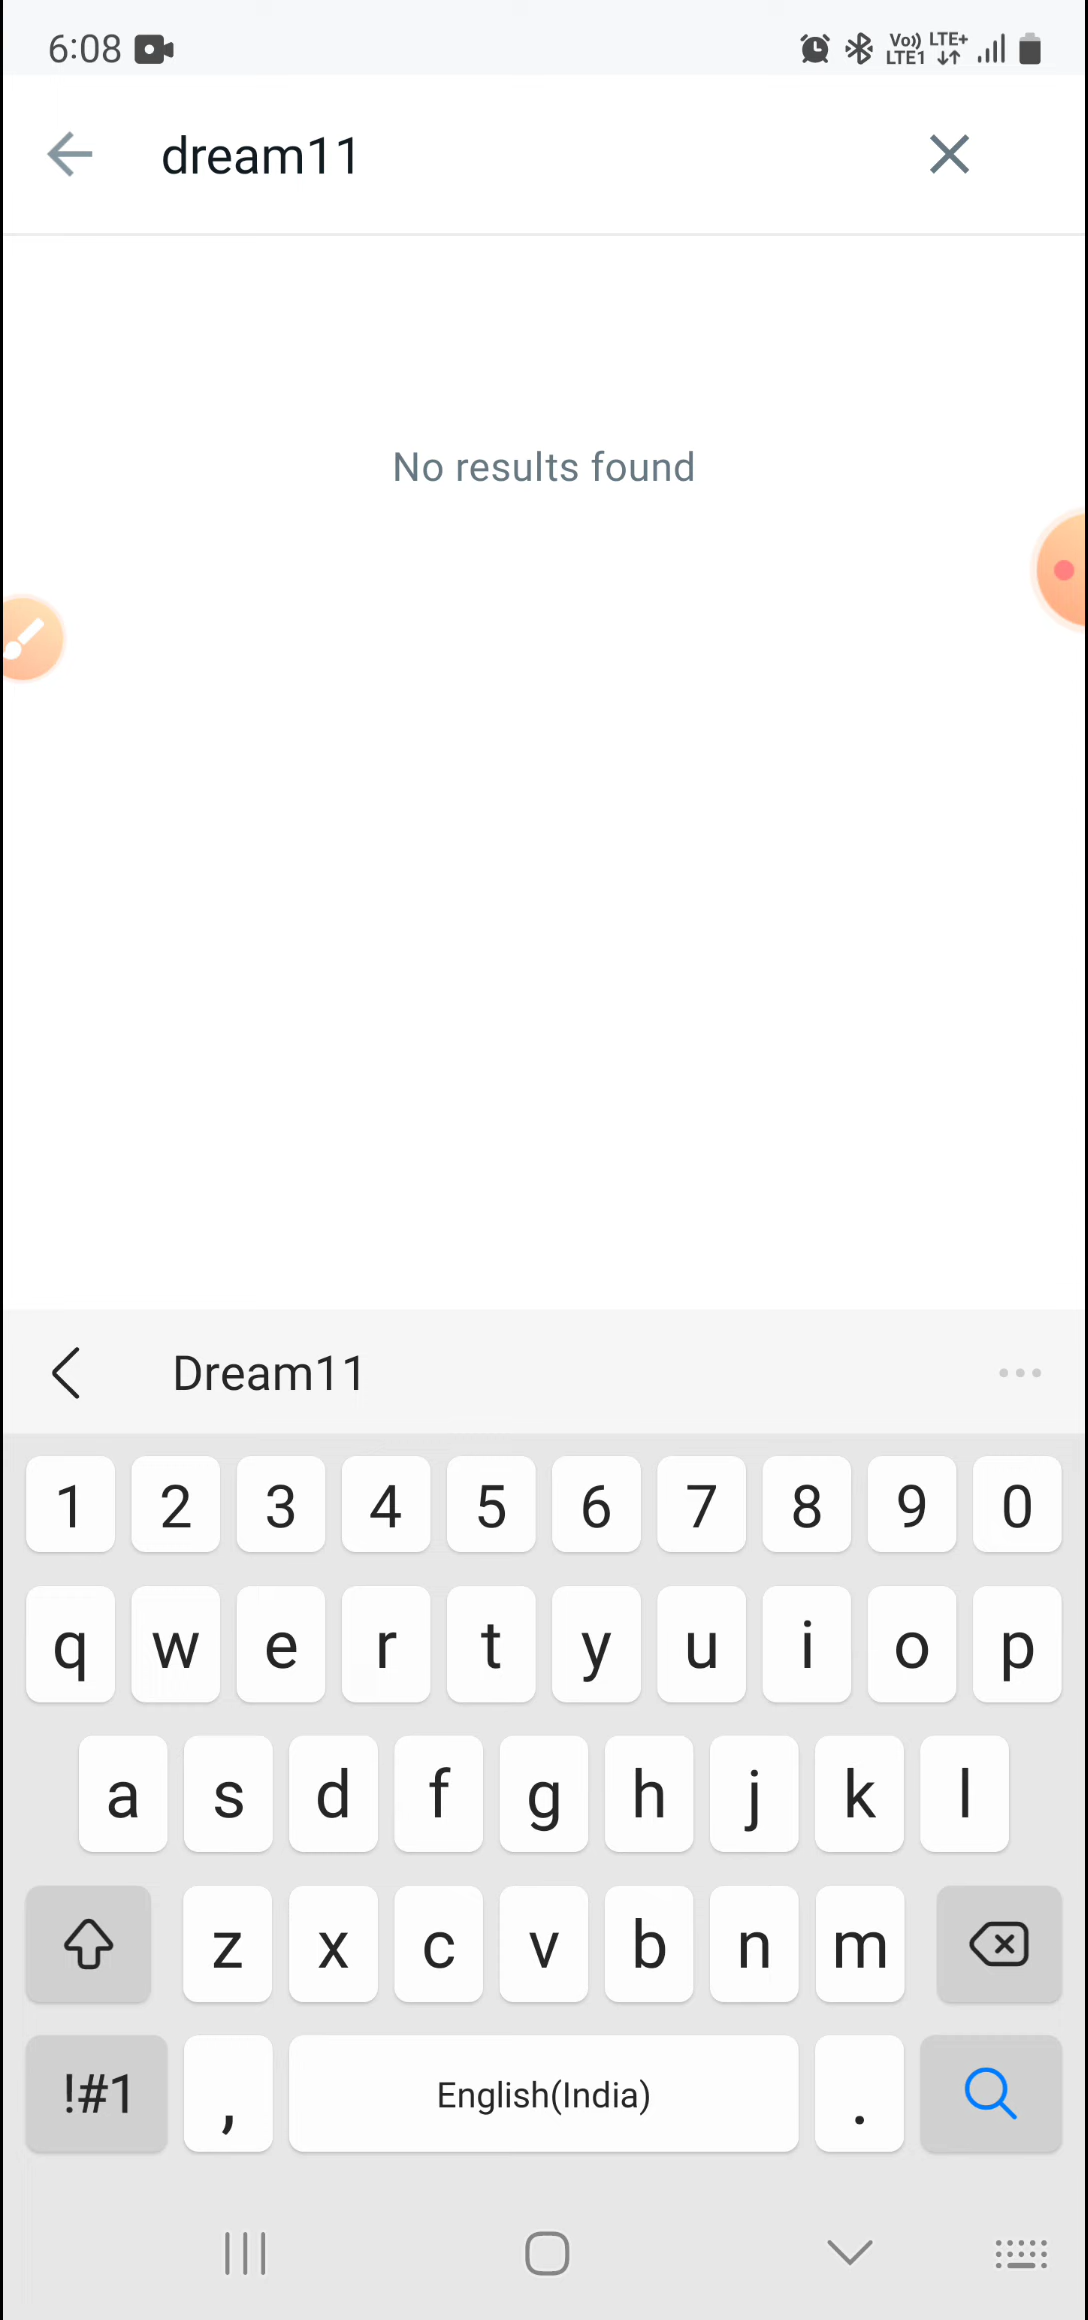 6:08 Vo)) LTE1 LTE+
dream11
No results found
Dream11
1 2 3 4 5 6 7 8 9 0
q w e r t y u i o p
a s d f g h j k l
z x c v b n m
!#1 , English(India) .